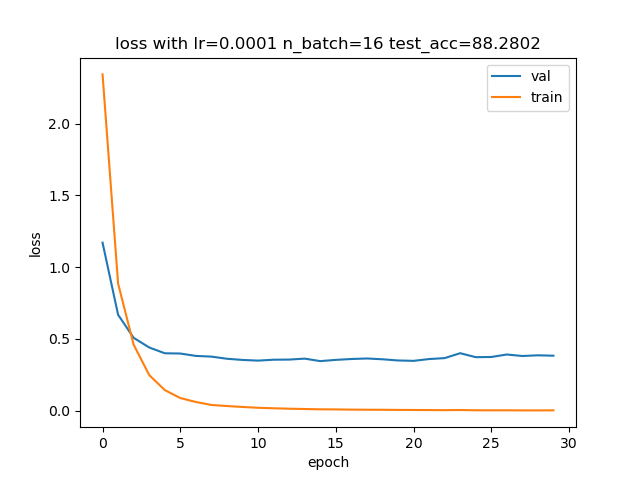 loss with lr=0.0001 n_batch=16 test_acc=88.2802
val
train
2.0
1.5
1.0
0.5
0.0
loss
0 5 10 15 20 25 30
epoch